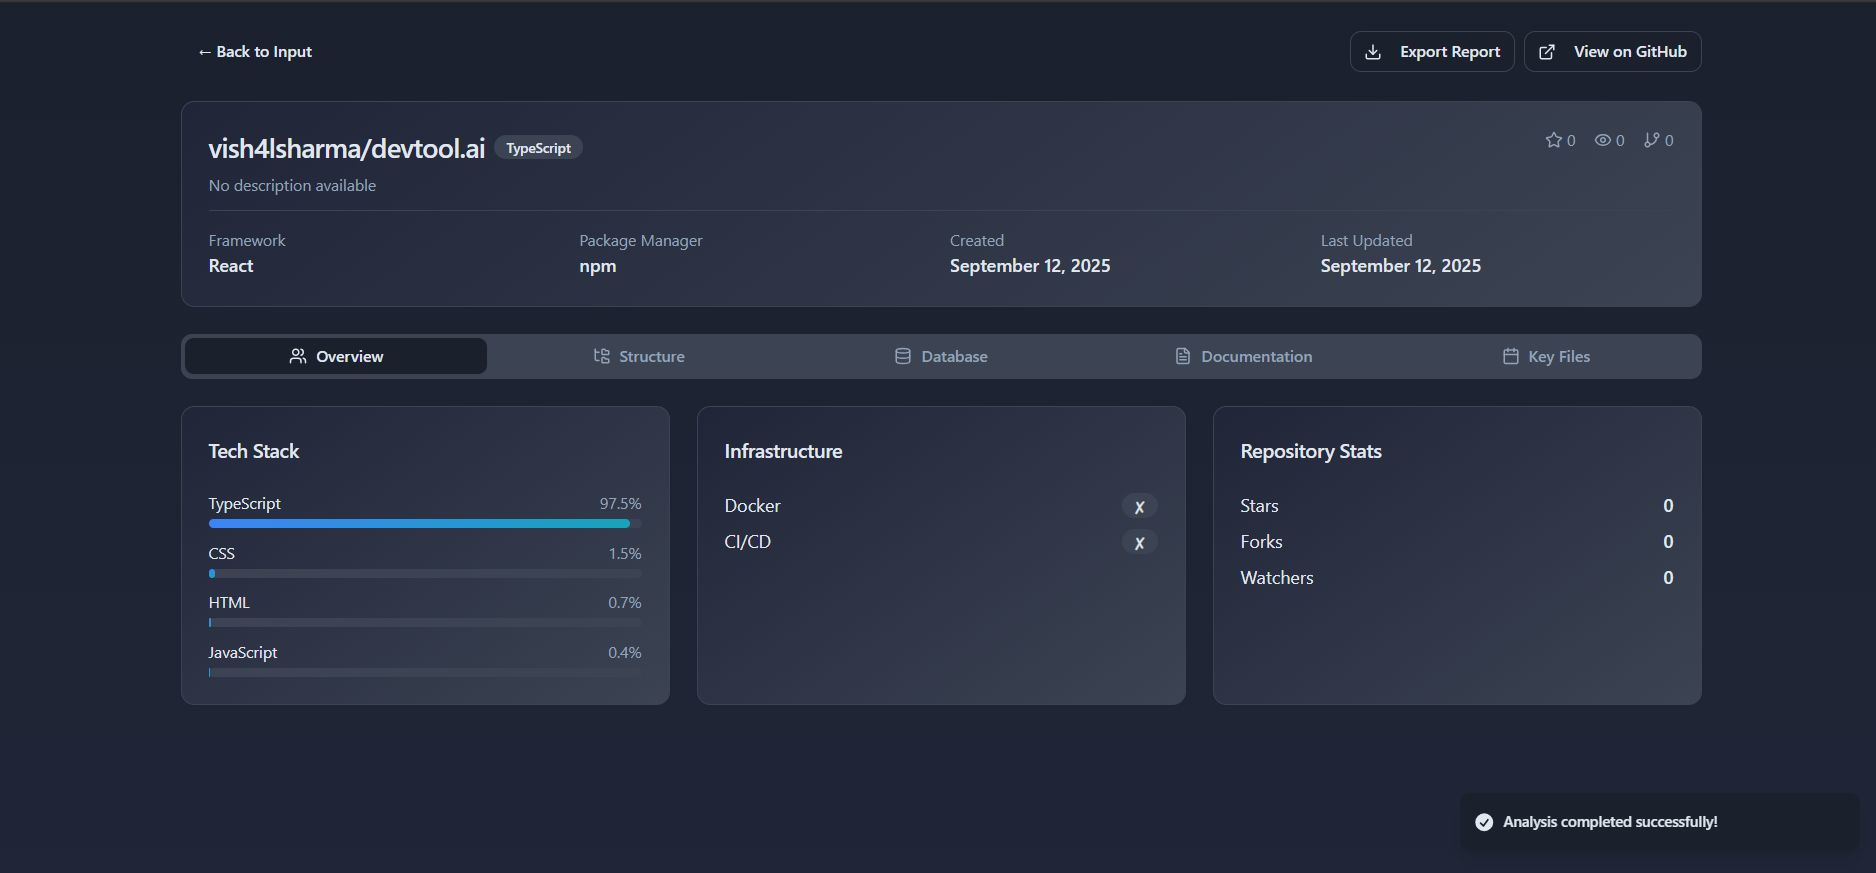 ← Back to Input
Export Report
View on GitHub
vish4lsharma/devtool.ai TypeScript
0 0 0
No description available
Framework Package Manager Created Last Updated
React npm September 12, 2025 September 12, 2025
Overview Structure Database Documentation Key Files
Tech Stack
TypeScript 97.5%
CSS 1.5%
HTML 0.7%
JavaScript 0.4%
Infrastructure
Docker ✗
CI/CD ✗
Repository Stats
Stars 0
Forks 0
Watchers 0
Analysis completed successfully!